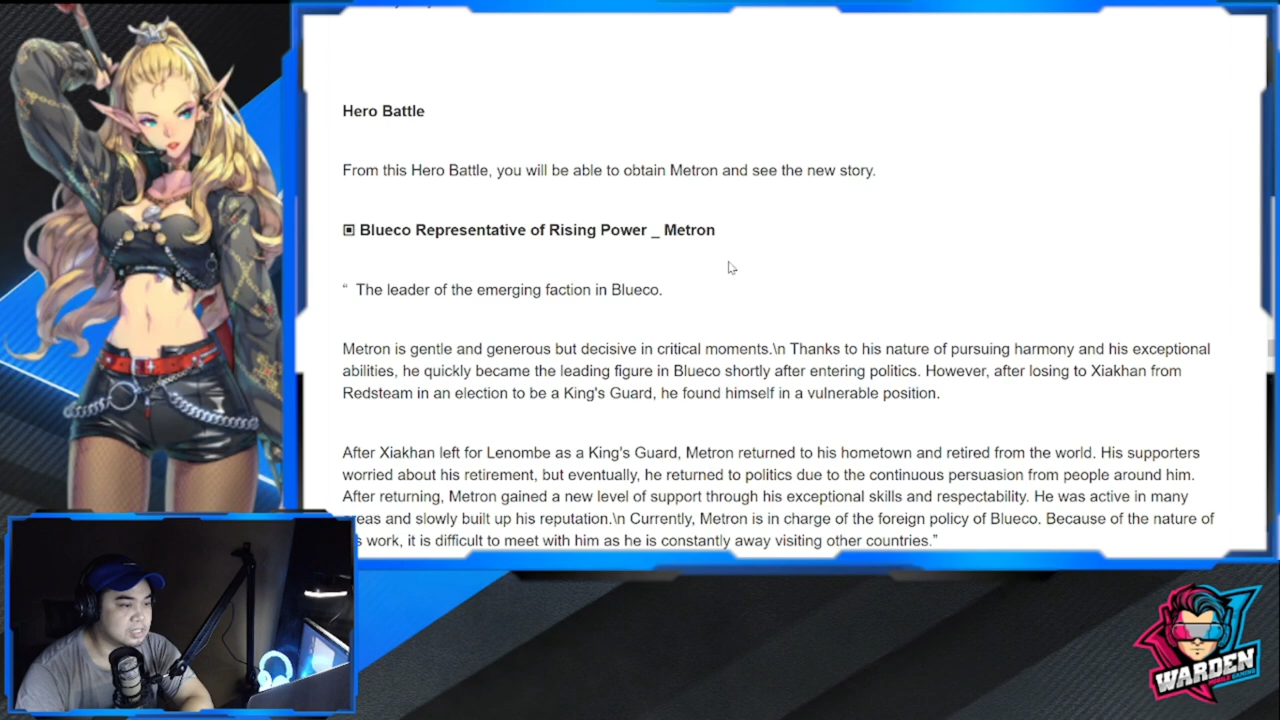 Hero Battle
From this Hero Battle, you will be able to obtain Metron and see the new story.
▣ Blueco Representative of Rising Power _ Metron
“ The leader of the emerging faction in Blueco.
Metron is gentle and generous but decisive in critical moments.\n Thanks to his nature of pursuing harmony and his exceptional
abilities, he quickly became the leading figure in Blueco shortly after entering politics. However, after losing to Xiakhan from
Redsteam in an election to be a King's Guard, he found himself in a vulnerable position.
After Xiakhan left for Lenombe as a King's Guard, Metron returned to his hometown and retired from the world. His supporters
worried about his retirement, but eventually, he returned to politics due to the continuous persuasion from people around him.
After returning, Metron gained a new level of support through his exceptional skills and respectability. He was active in many
areas and slowly built up his reputation.\n Currently, Metron is in charge of the foreign policy of Blueco. Because of the nature of
work, it is difficult to meet with him as he is constantly away visiting other countries.”
WARDEN
MOBILE GAMING